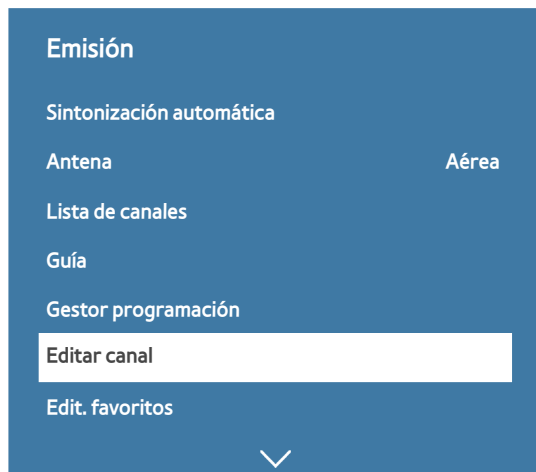 Emisión
Sintonización automática
Antena Aérea
Lista de canales
Guía
Gestor programación
Editar canal
Edit. favoritos